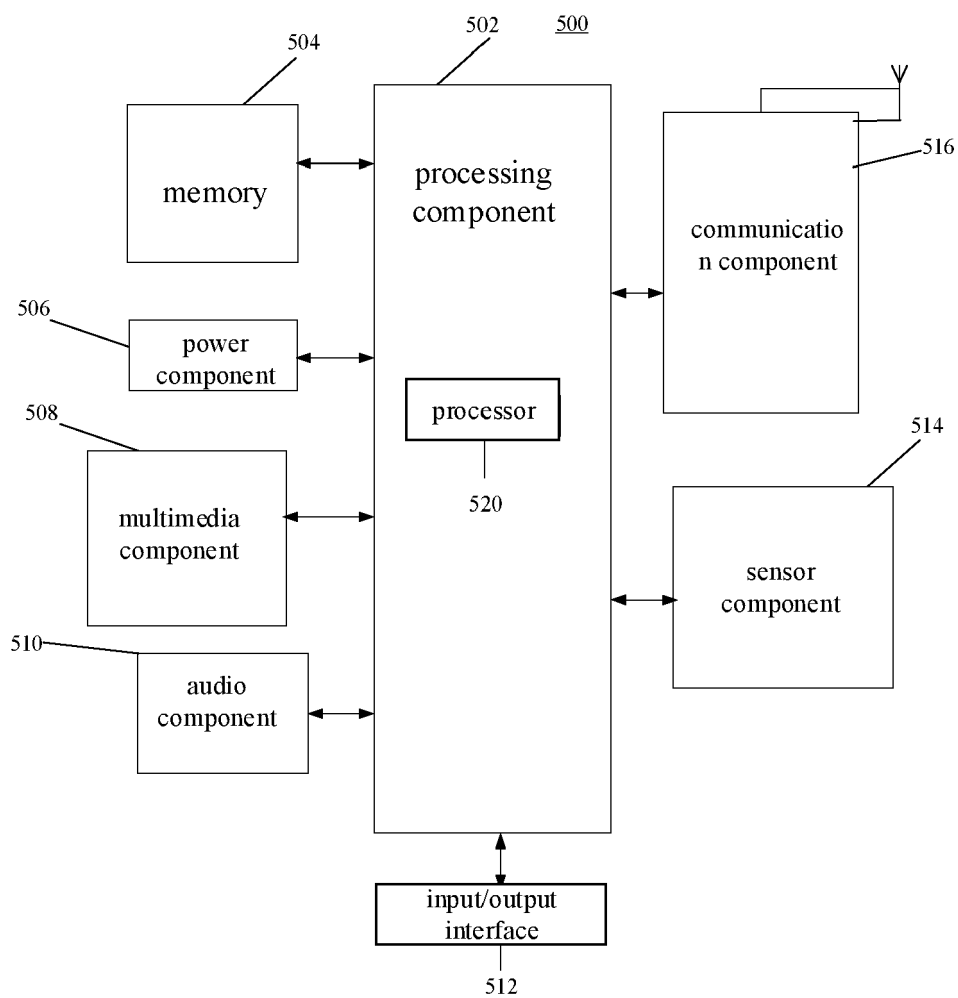 502
500
504
memory
processing
component
516
communicatio
n component
506
power
component
processor
520
508
multimedia
component
514
sensor
component
510
audio
component
input/output
interface
512